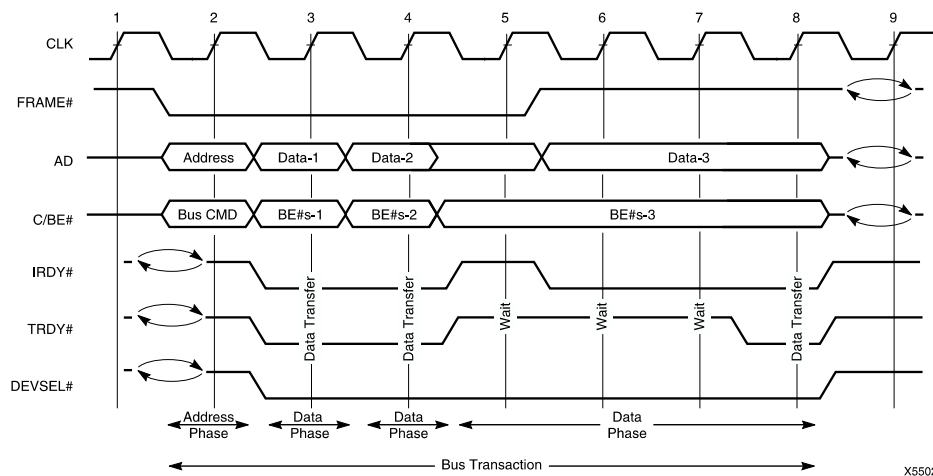 1 2 3 4 5 6 7 8 9
CLK
FRAME#
AD Address Data-1 Data-2 Data-3
C/BE# Bus CMD BE#s-1 BE#s-2 BE#s-3
IRDY#
TRDY#
Data Transfer
Data Transfer
Wait
Wait
Wait
Data Transfer
DEVSEL#
Address Phase
Data Phase
Data Phase
Data Phase
Bus Transaction
X5502